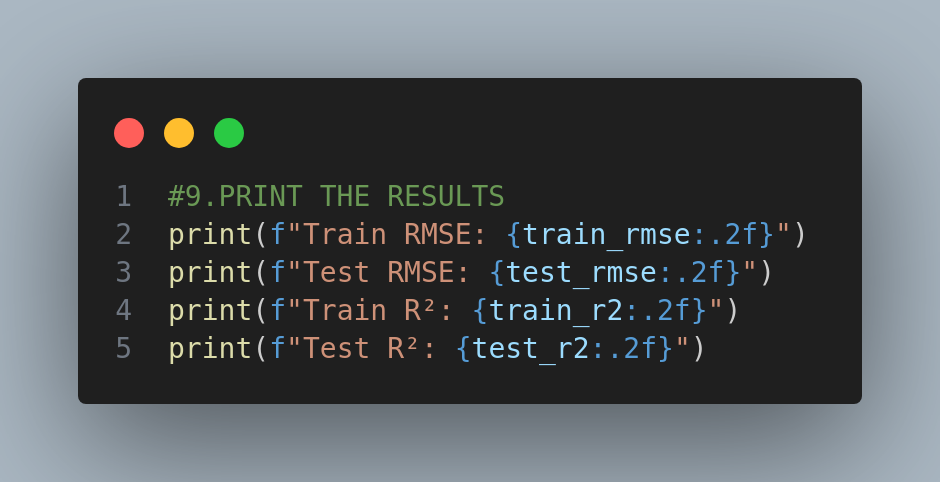 1 #9.PRINT THE RESULTS
2 print(f"Train RMSE: {train_rmse:.2f}")
3 print(f"Test RMSE: {test_rmse:.2f}")
4 print(f"Train R²: {train_r2:.2f}")
5 print(f"Test R²: {test_r2:.2f}")